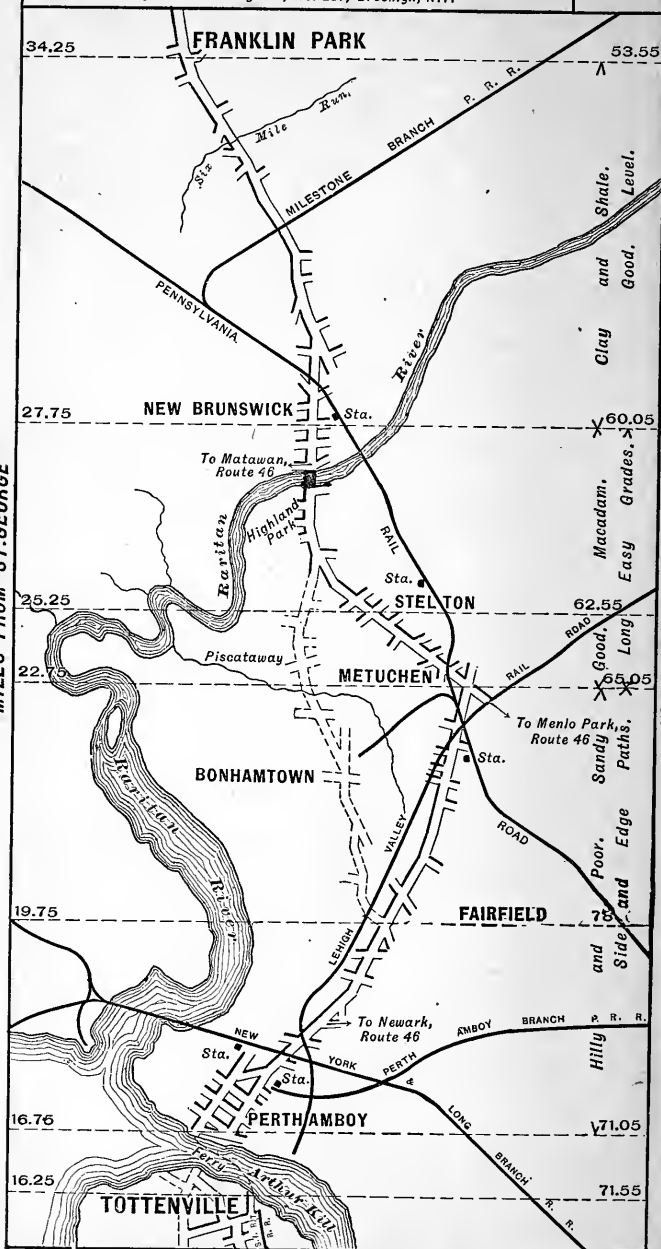 FRANKLIN PARK
34.25
53.55
Six Mile Run.
MILESTONE BRANCH P. R. R.
PENNSYLVANIA
River
Clay and Shale.
Good. Level.
NEW BRUNSWICK
Sta.
27.75
60.05
To Matawan,
Route 46
Highland
Park
Raritan
RAIL
Macadam.
Easy Grades.
MILES FROM ST. GEORGE
Sta.
STELTON
25.25
62.55
Good.
Long
Piscataway
METUCHEN
RAIL ROAD
22.75
65.05
To Menlo Park,
Route 46
Sta.
BONHAMTOWN
Raritan
River
VALLEY
ROAD
Sandy
Paths.
LEHIGH
FAIRFIELD
19.75
78
Hilly and Poor.
Side and Edge
To Newark,
Route 46
NEW YORK & LONG BRANCH R. R.
PERTH AMBOY BRANCH P. R. R.
Sta.
Sta.
PERTH AMBOY
16.75
71.05
Ferry
Arthur Kill
16.25
71.55
TOTTENVILLE
R. R.